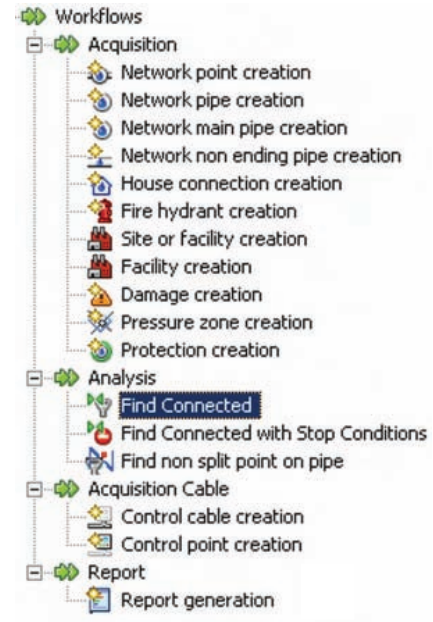 Workflows
Acquisition
Network point creation
Network pipe creation
Network main pipe creation
Network non ending pipe creation
House connection creation
Fire hydrant creation
Site or facility creation
Facility creation
Damage creation
Pressure zone creation
Protection creation
Analysis
Find Connected
Find Connected with Stop Conditions
Find non split point on pipe
Acquisition Cable
Control cable creation
Control point creation
Report
Report generation